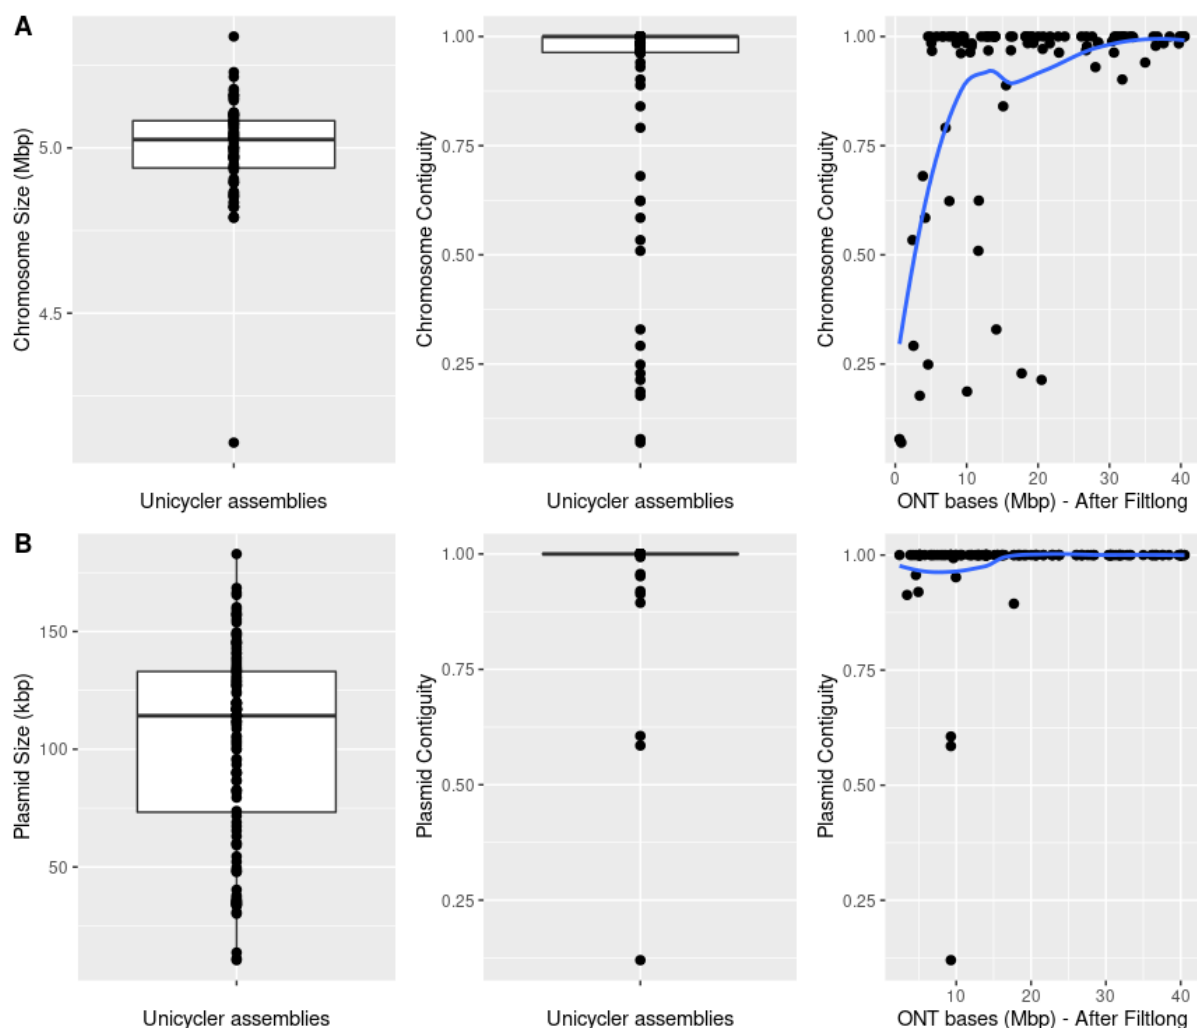 A
Chromosome Size (Mbp)
5.0
4.5
Unicycler assemblies
Chromosome Contiguity
1.00
0.75
0.50
0.25
Unicycler assemblies
Chromosome Contiguity
1.00
0.75
0.50
0.25
0 10 20 30 40
ONT bases (Mbp) - After Filtlong
B
Plasmid Size (kbp)
150
100
50
Unicycler assemblies
Plasmid Contiguity
1.00
0.75
0.50
0.25
Unicycler assemblies
Plasmid Contiguity
1.00
0.75
0.50
0.25
10 20 30 40
ONT bases (Mbp) - After Filtlong